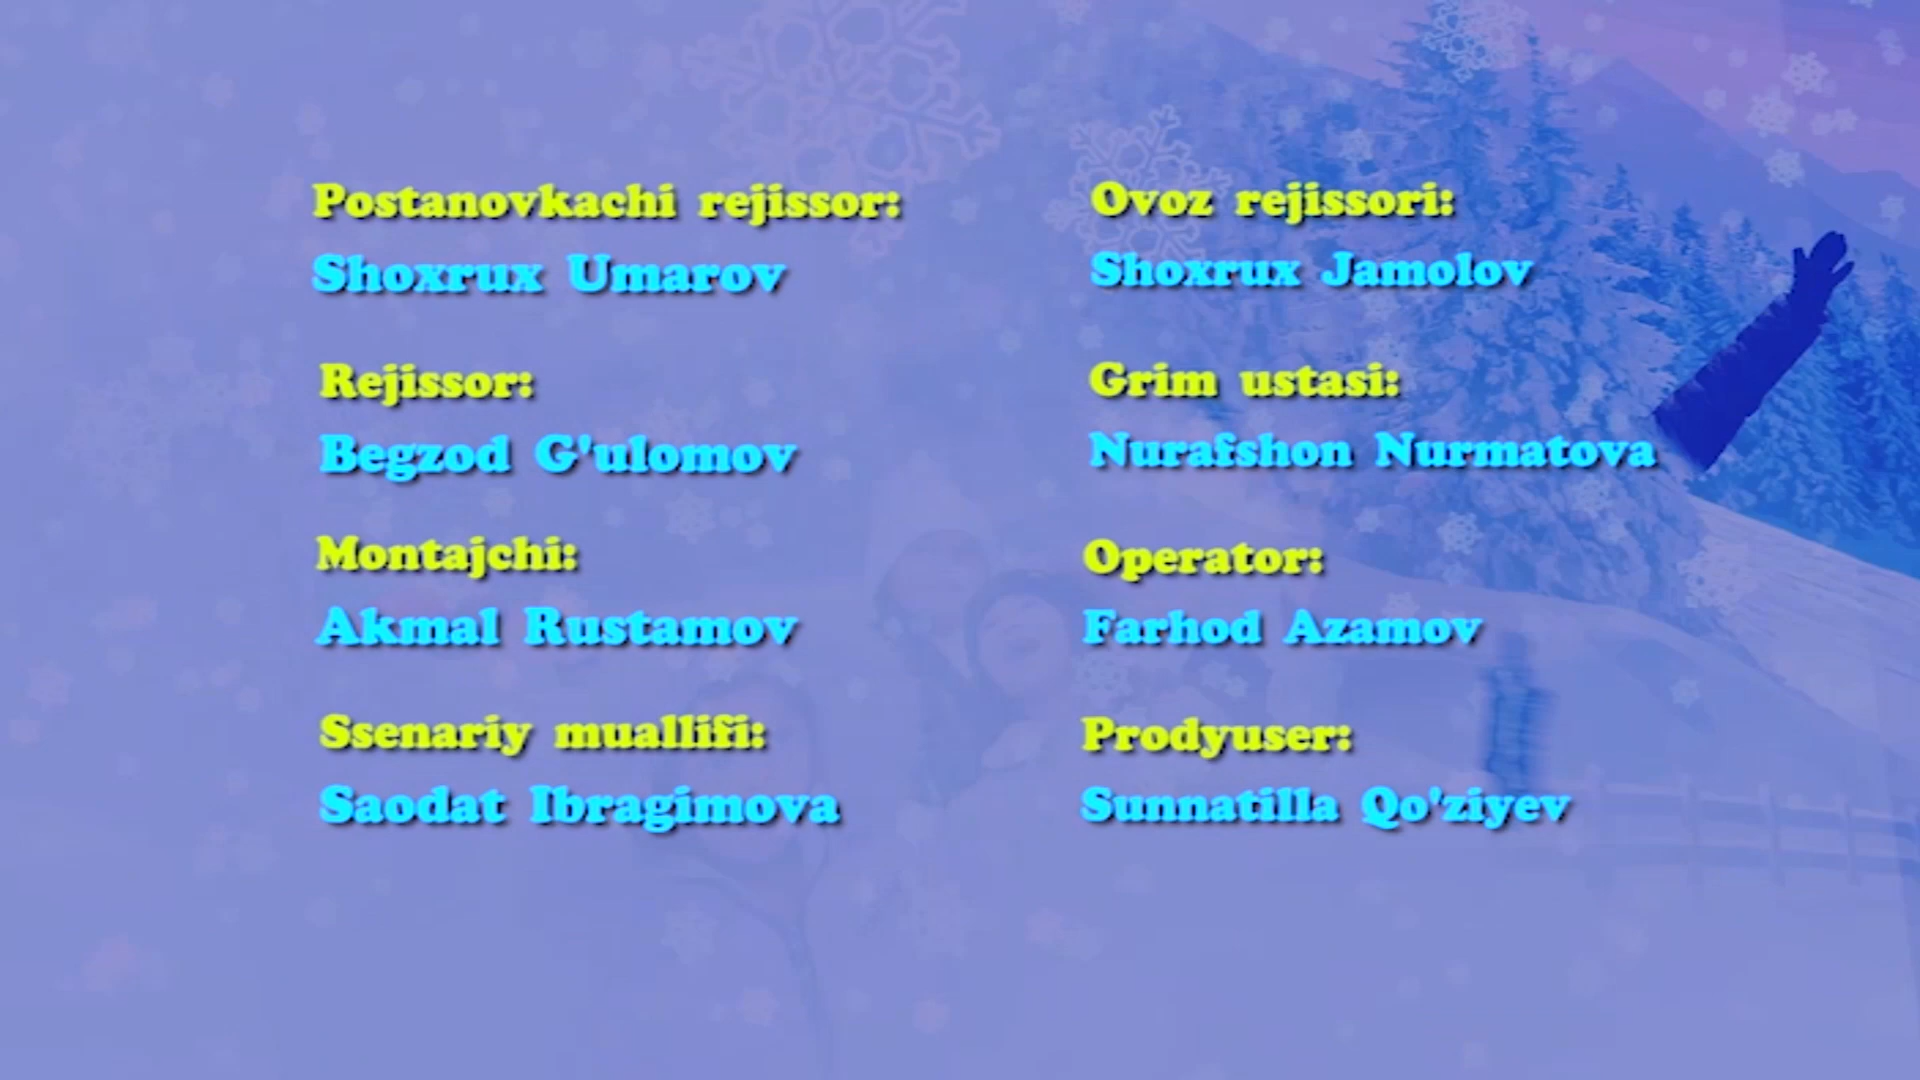 Postanovkachi rejissor:
Shoxrux Umarov
Rejissor:
Begzod G'ulomov
Montajchi:
Akmal Rustamov
Ssenariy muallifi:
Saodat Ibragimova
Ovoz rejissori:
Shoxrux Jamolov
Grim ustasi:
Nurafshon Nurmatova
Operator:
Farhod Azamov
Prodyuser:
Sunnatilla Qo'ziyev